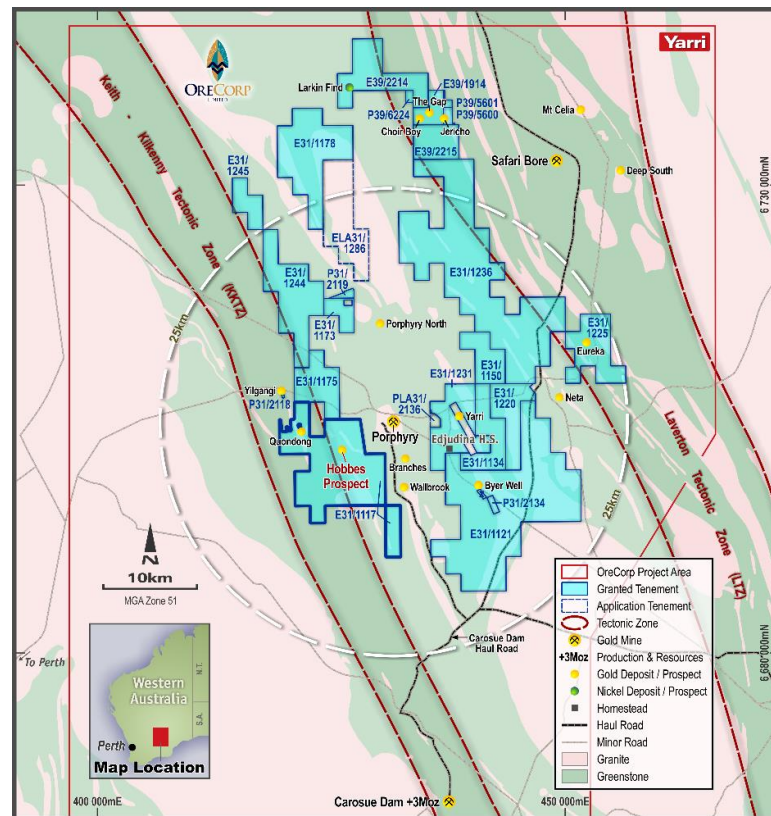 Yarri
ORECORP
LIMITED
Larkin Find
E39/2214
E39/1914
The Gap
P39/6224
P39/5601
P39/5600
Choir Boy
Jericho
E39/2215
Mt Celia
Safari Bore
Deep South
Keith - Kilkenny Tectonic Zone (KKTZ)
E31/1178
E31/
1245
ELA31/
1286
E31/
1244
P31/
2119
E31/1236
6 730 000mN
E31/
1173
Porphyry North
E31/
1225
Eureka
25km
E31/1175
E31/1231
E31/
1150
Yilgangi
P31/2118
PLA31/
2136
E31/
1220
Neta
Yarri
Quondong
Porphyry
Edjudina H.S.
Laverton Tectonic Zone (LTZ)
Hobbes
Prospect
Branches
E31/1134
Wallbrook
Byer Well
P31/2134
E31/1117
E31/1121
25km
N
10km
MGA Zone 51
To Perth
Carosue Dam
Haul Road
6 680 000mN
Western
Australia
N.T.
S.A.
Perth
Map Location
OreCorp Project Area
Granted Tenement
Application Tenement
Tectonic Zone
Gold Mine
+3Moz Production & Resources
Gold Deposit / Prospect
Nickel Deposit / Prospect
Homestead
Haul Road
Minor Road
Granite
Greenstone
400 000mE
Carosue Dam +3Moz
450 000mE